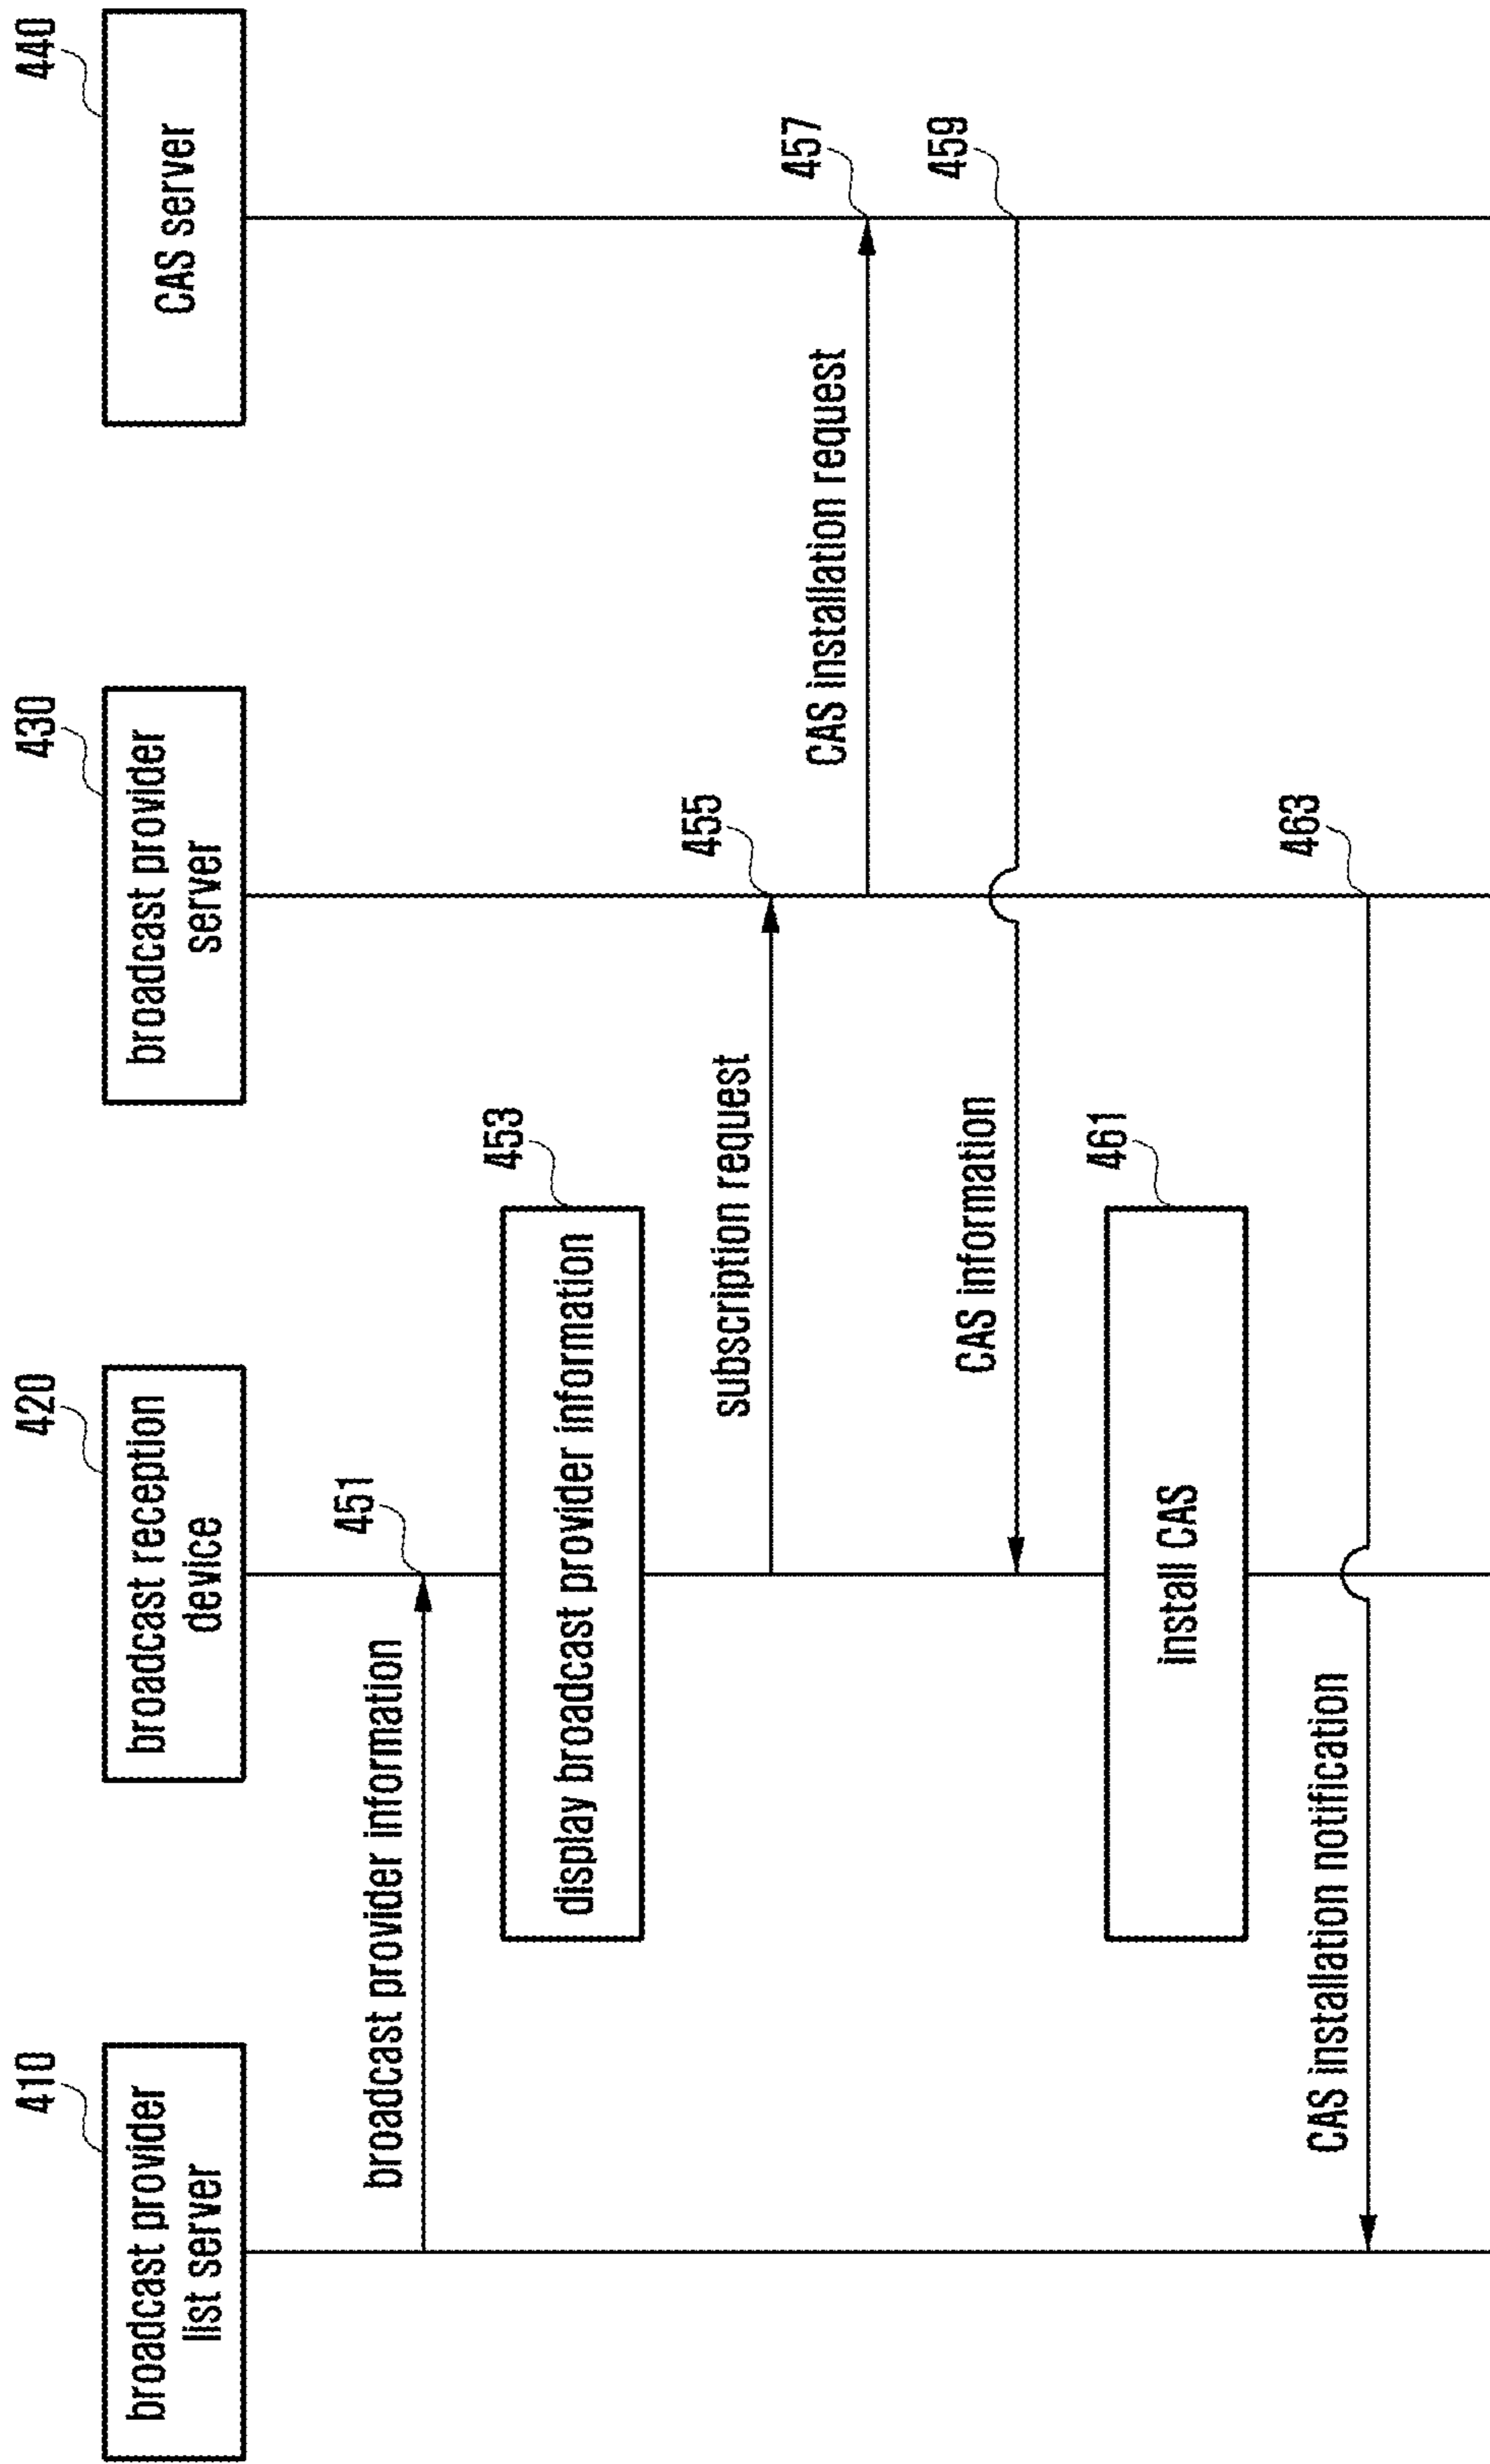 410
broadcast provider
list server
420
broadcast reception
device
430
broadcast provider
server
440
CAS server
451
broadcast provider information
453
display broadcast provider information
455
subscription request
457
CAS installation request
459
CAS information
461
install CAS
463
CAS installation notification